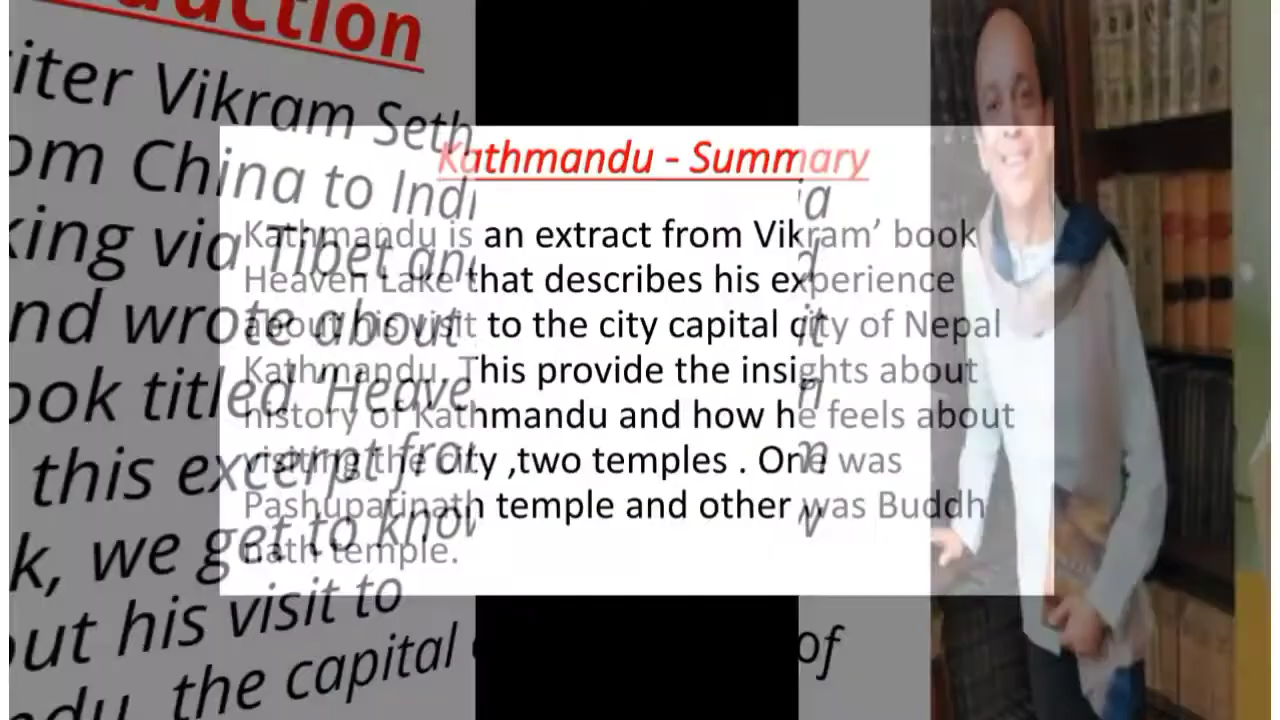 uction
iter Vikram Seth
om China to Indi
king via Tibet an
nd wrote about
ook titled 'Heave
this excerpt fro
k, we get to know
out his visit to
ndu, the capital
of
Kathmandu - Summary
Kathmandu is an extract from Vikram’ book
Heaven Lake that describes his experience
about his visit to the city capital city of Nepal
Kathmandu. This provide the insights about
history of Kathmandu and how he feels about
visiting the city ,two temples . One was
Pashupatinath temple and other was Buddh
nath temple.